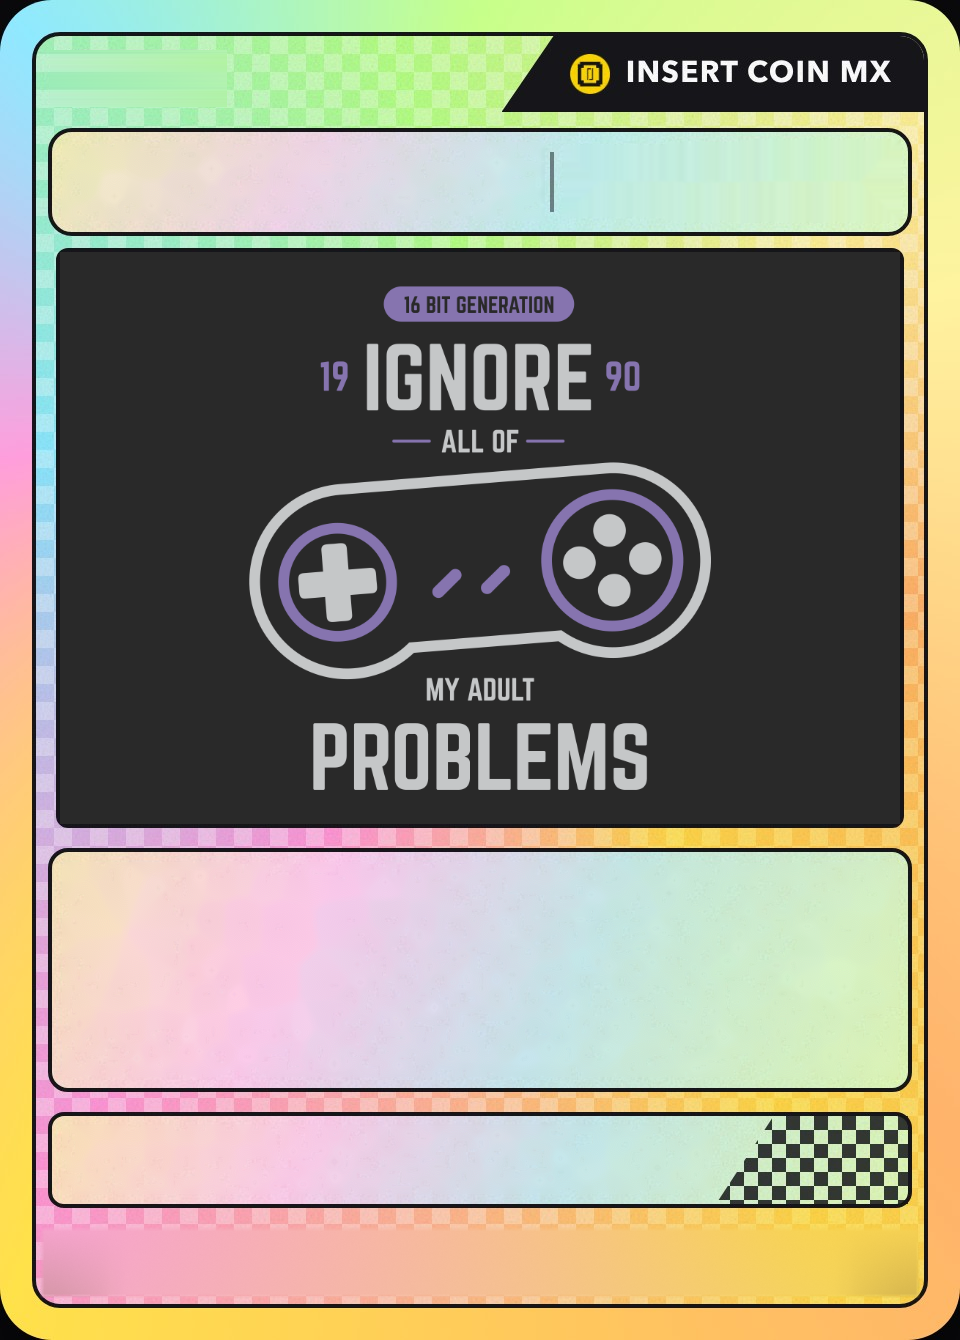 INSERT COIN MX
16 BIT GENERATION
19 IGNORE 90
ALL OF
MY ADULT
PROBLEMS